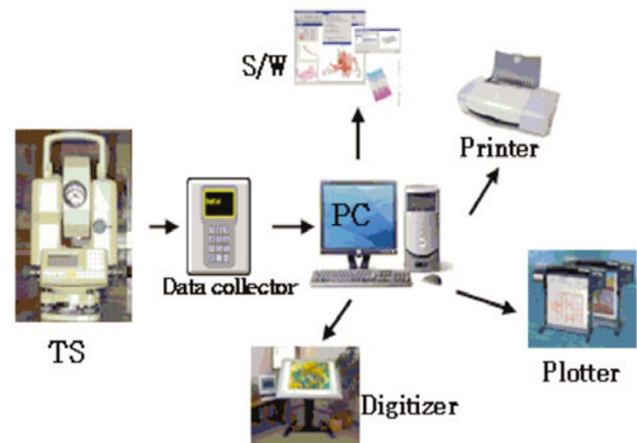 S/W
Printer
PC
Data collector
TS
Plotter
Digitizer